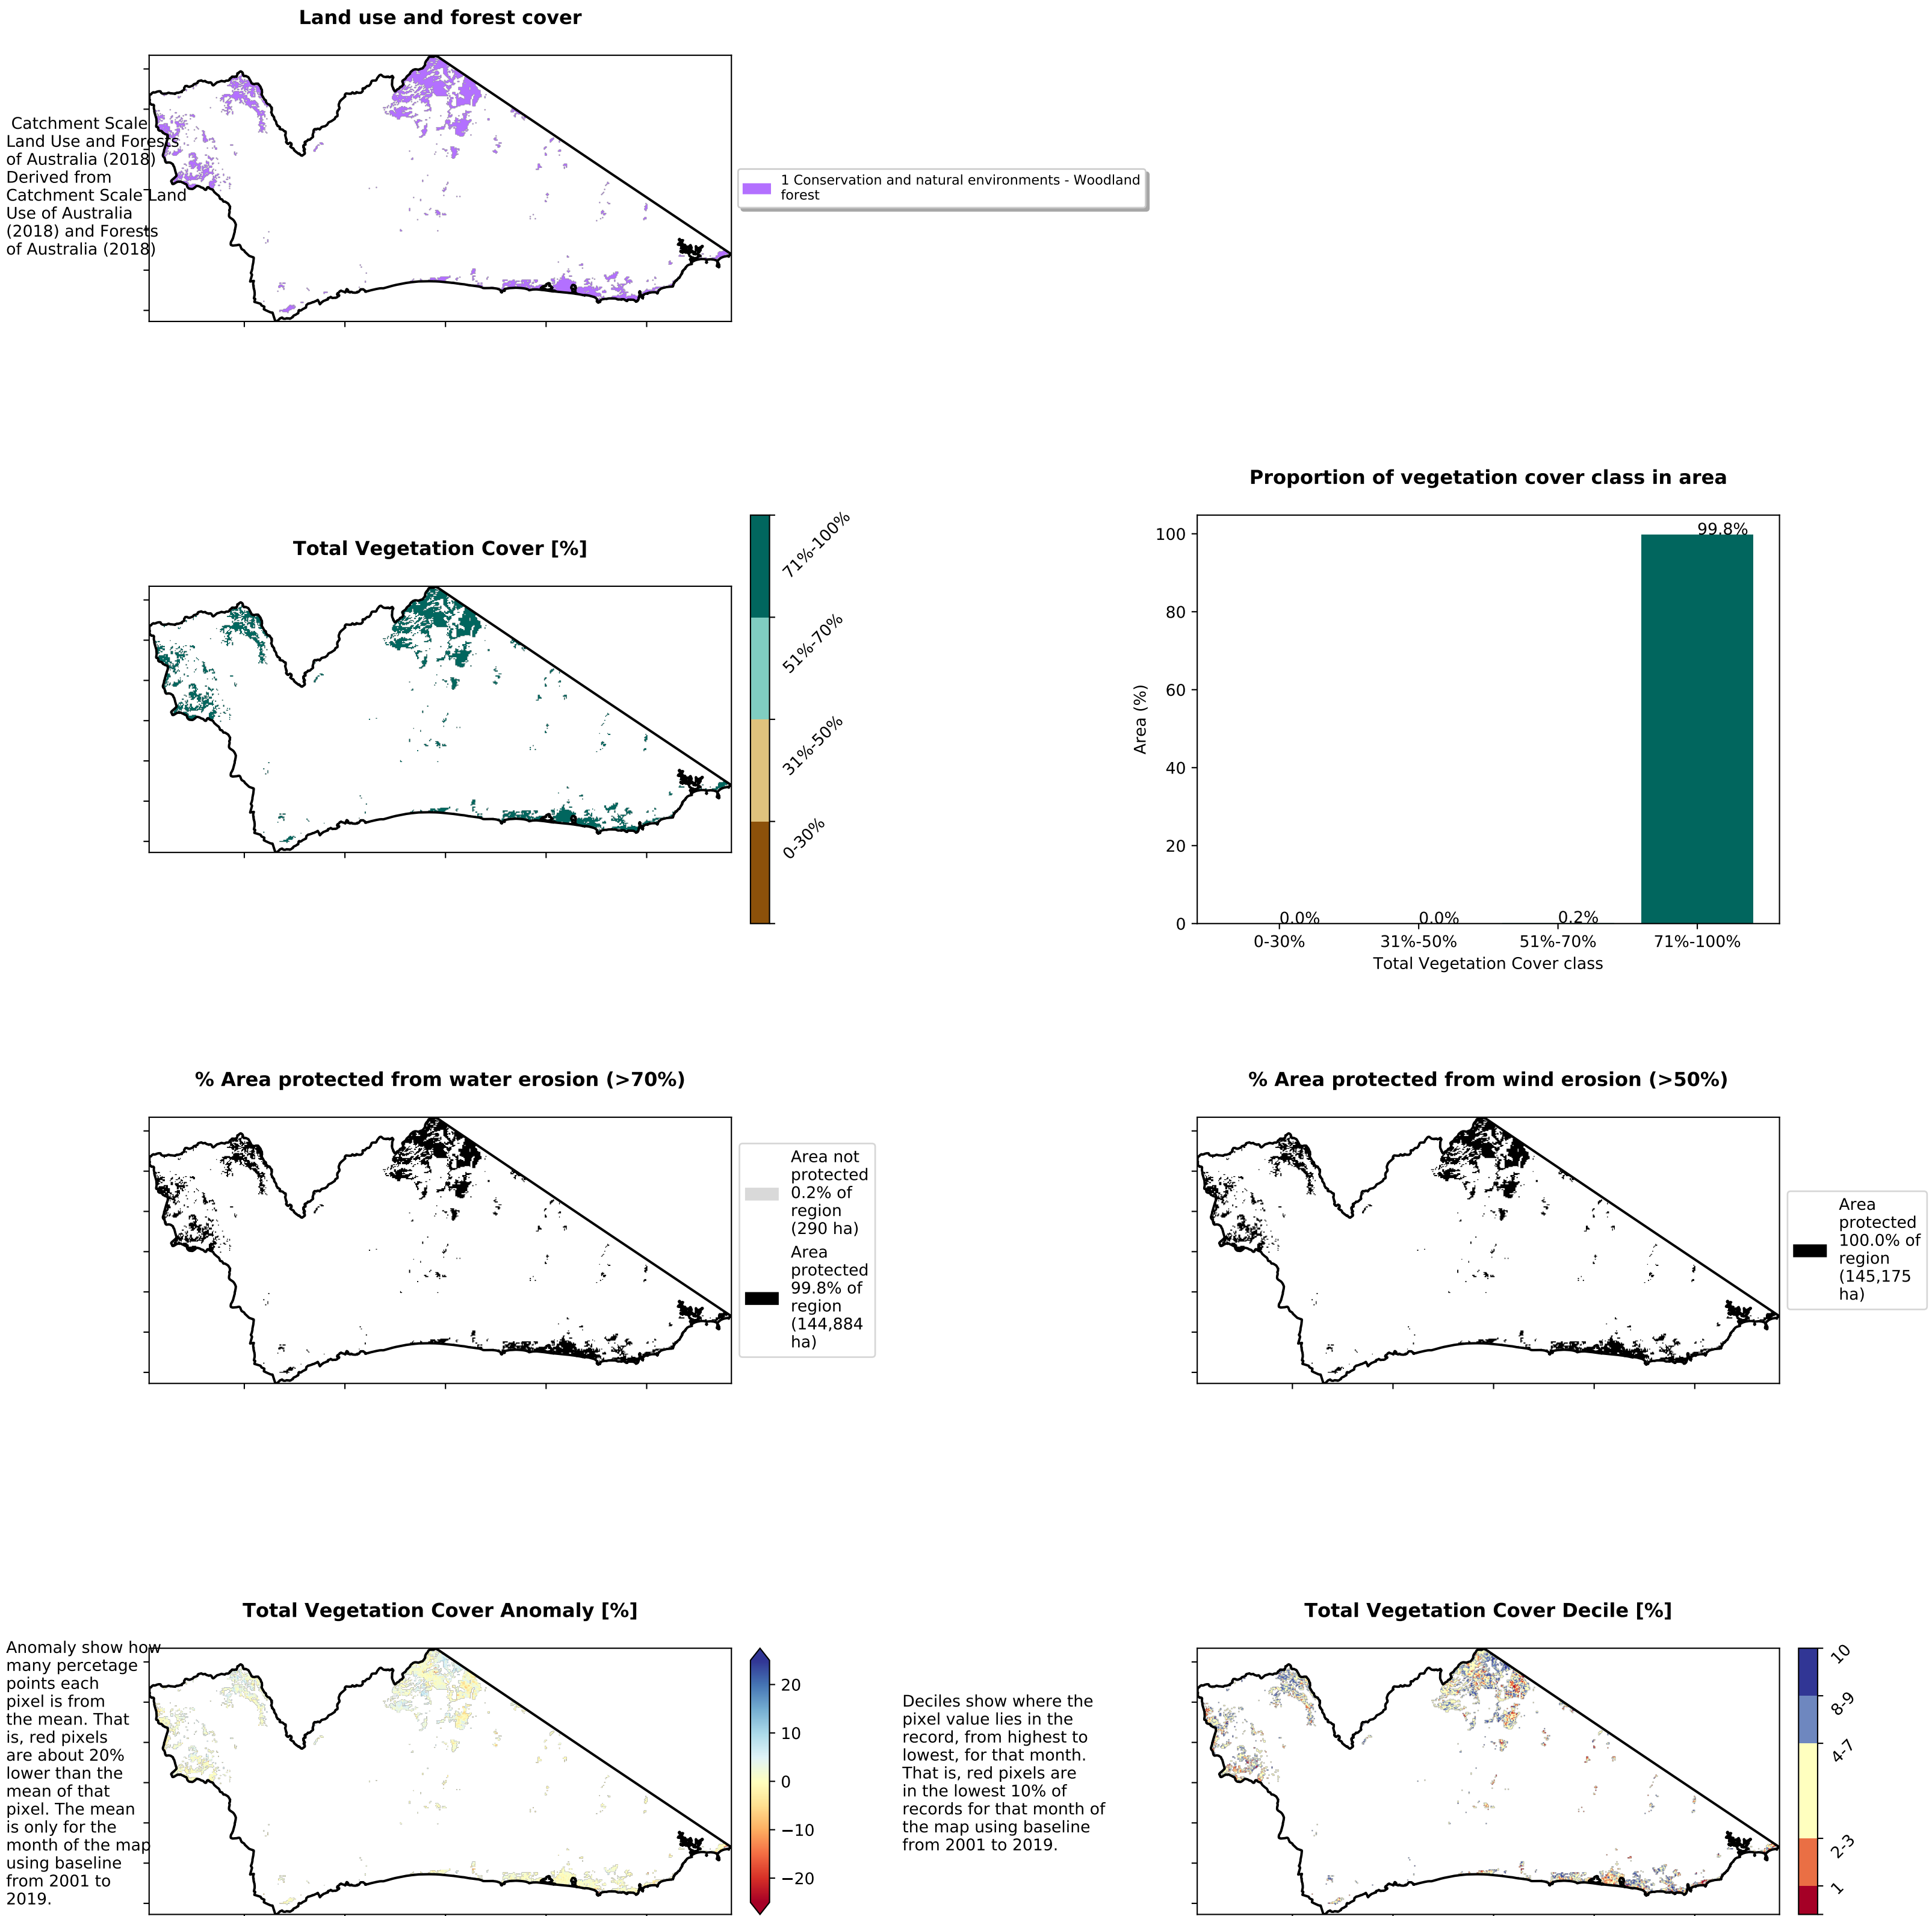 Land use and forest cover
Catchment Scale
Land Use and Forests
of Australia (2018)
Derived from
Catchment Scale Land
Use of Australia
(2018) and Forests
of Australia (2018)
1 Conservation and natural environments - Woodland
forest
Total Vegetation Cover [%]
71%-100%
51%-70%
31%-50%
0-30%
Proportion of vegetation cover class in area
Area (%)
100
80
60
40
20
0
0.0%
0.0%
0.2%
99.8%
0-30%
31%-50%
51%-70%
71%-100%
Total Vegetation Cover class
% Area protected from water erosion (>70%)
Area not
protected
0.2% of
region
(290 ha)
Area
protected
99.8% of
region
(144,884
ha)
% Area protected from wind erosion (>50%)
Area
protected
100.0% of
region
(145,175
ha)
Total Vegetation Cover Anomaly [%]
Anomaly show how
many percetage
points each
pixel is from
the mean. That
is, red pixels
are about 20%
lower than the
mean of that
pixel. The mean
is only for the
month of the map
using baseline
from 2001 to
2019.
20
10
0
−10
−20
Total Vegetation Cover Decile [%]
Deciles show where the
pixel value lies in the
record, from highest to
lowest, for that month.
That is, red pixels are
in the lowest 10% of
records for that month of
the map using baseline
from 2001 to 2019.
10
8-9
4-7
2-3
1